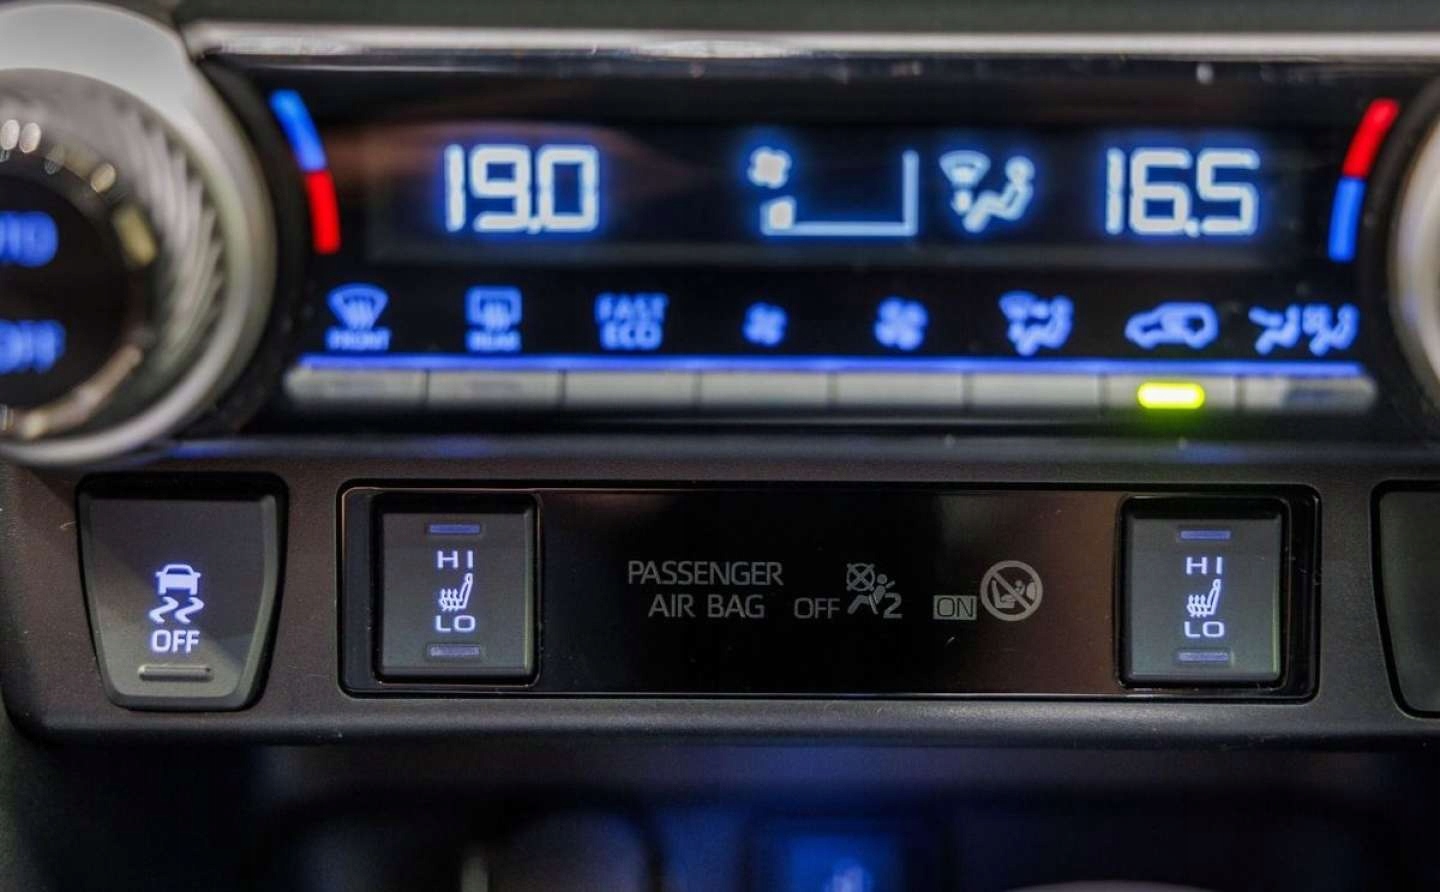 19.0
16.5
FRONT
REAR
FAST
ECO
OFF
OFF
HI
LO
PASSENGER
AIR BAG OFF 2 ON
HI
LO